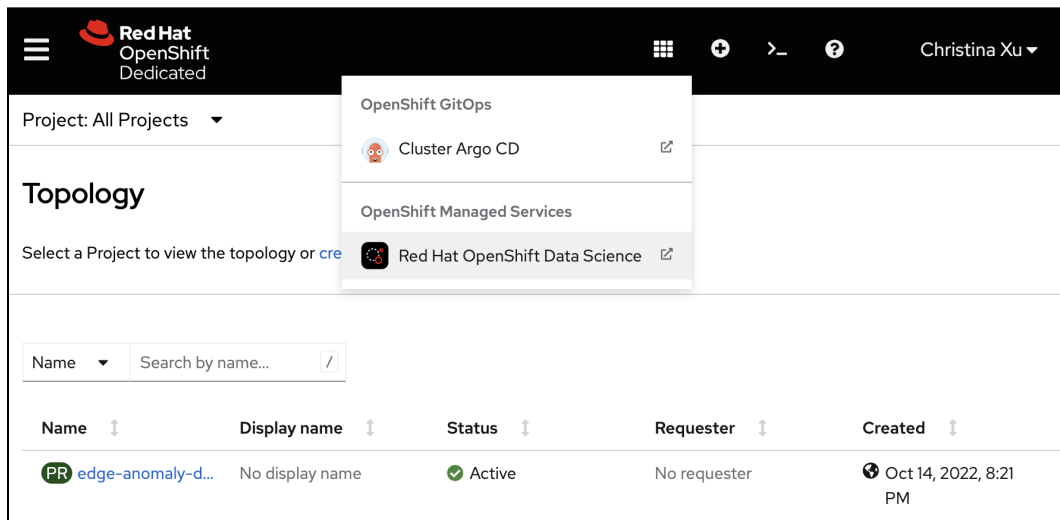 Red Hat
OpenShift
Dedicated
Christina Xu
Project: All Projects
OpenShift GitOps
Cluster Argo CD
OpenShift Managed Services
Red Hat OpenShift Data Science
Topology
Select a Project to view the topology or cre
Name
Search by name...
/
Name Display name Status Requester Created
PR edge-anomaly-d... No display name Active No requester Oct 14, 2022, 8:21
PM